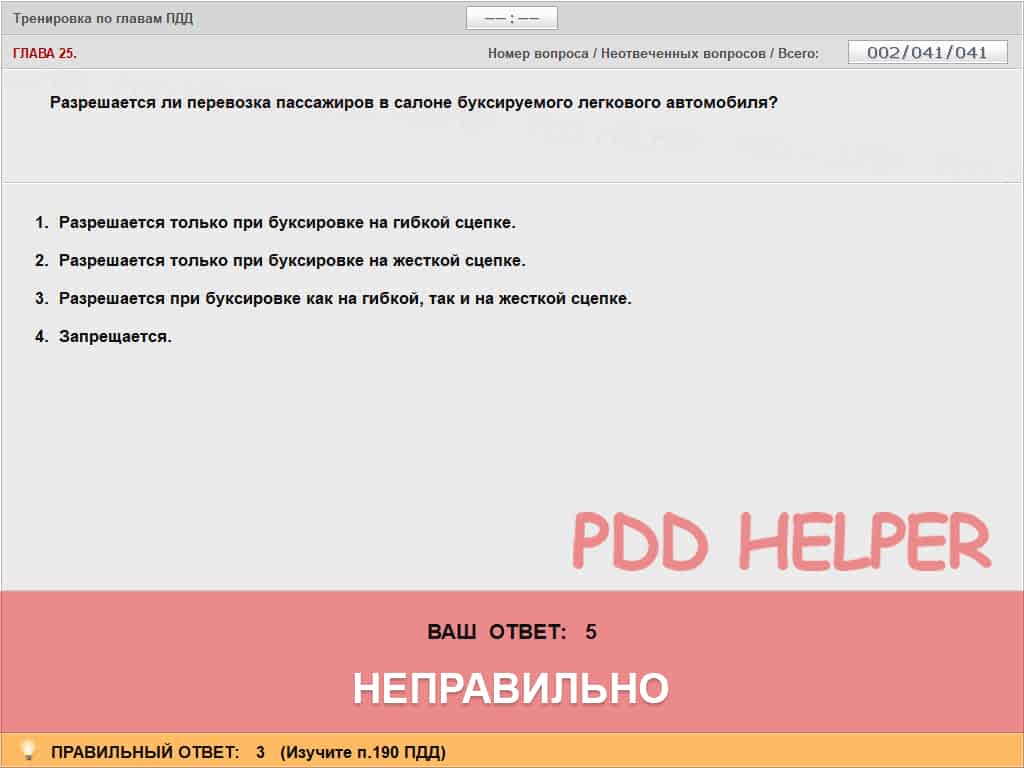 Тренировка по главам ПДД
–– : ––
ГЛАВА 25.
Номер вопроса / Неотвеченных вопросов / Всего:
002/041/041
Разрешается ли перевозка пассажиров в салоне буксируемого легкового автомобиля?
1. Разрешается только при буксировке на гибкой сцепке.
2. Разрешается только при буксировке на жесткой сцепке.
3. Разрешается при буксировке как на гибкой, так и на жесткой сцепке.
4. Запрещается.
PDD HELPER
ВАШ ОТВЕТ: 5
НЕПРАВИЛЬНО
ПРАВИЛЬНЫЙ ОТВЕТ: 3 (Изучите п.190 ПДД)